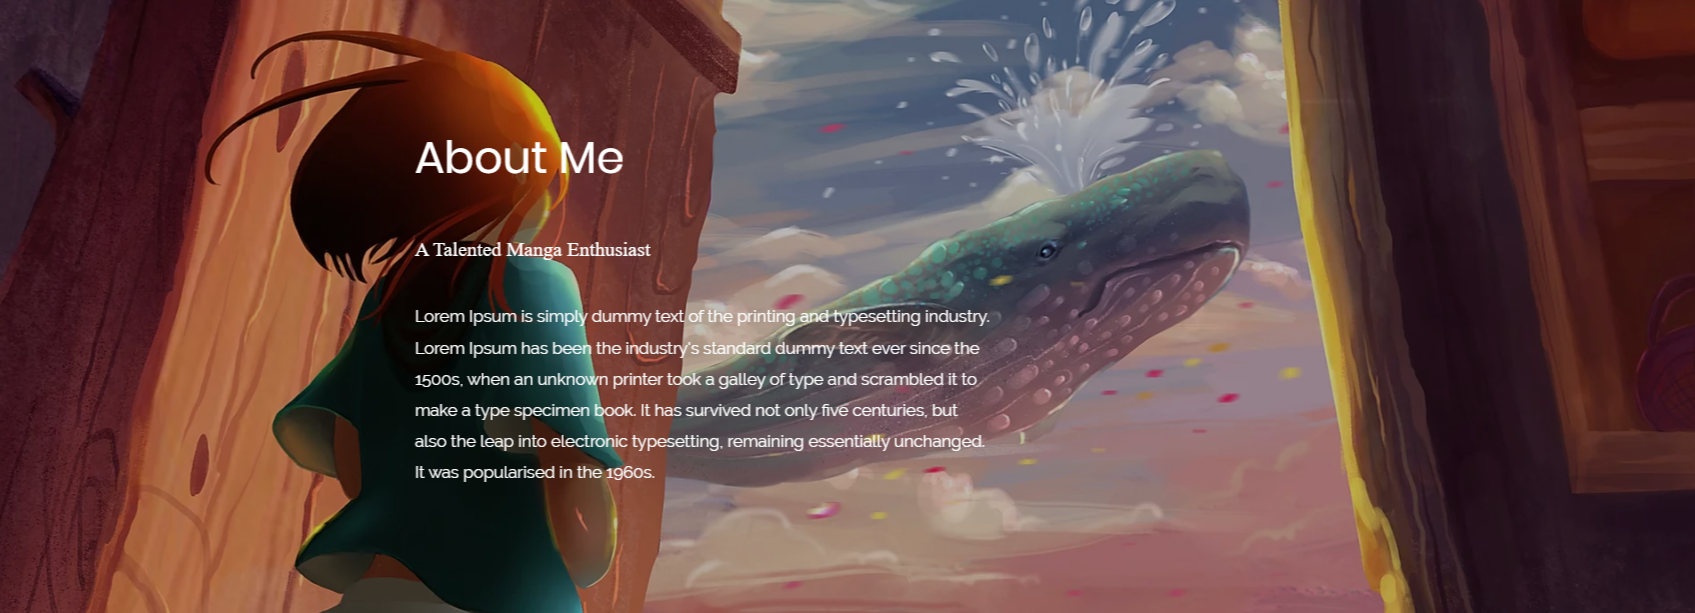 About Me
A Talented Manga Enthusiast
Lorem Ipsum is simply dummy text of the printing and typesetting industry.
Lorem Ipsum has been the industry's standard dummy text ever since the
1500s, when an unknown printer took a galley of type and scrambled it to
make a type specimen book. It has survived not only five centuries, but
also the leap into electronic typesetting, remaining essentially unchanged.
It was popularised in the 1960s.